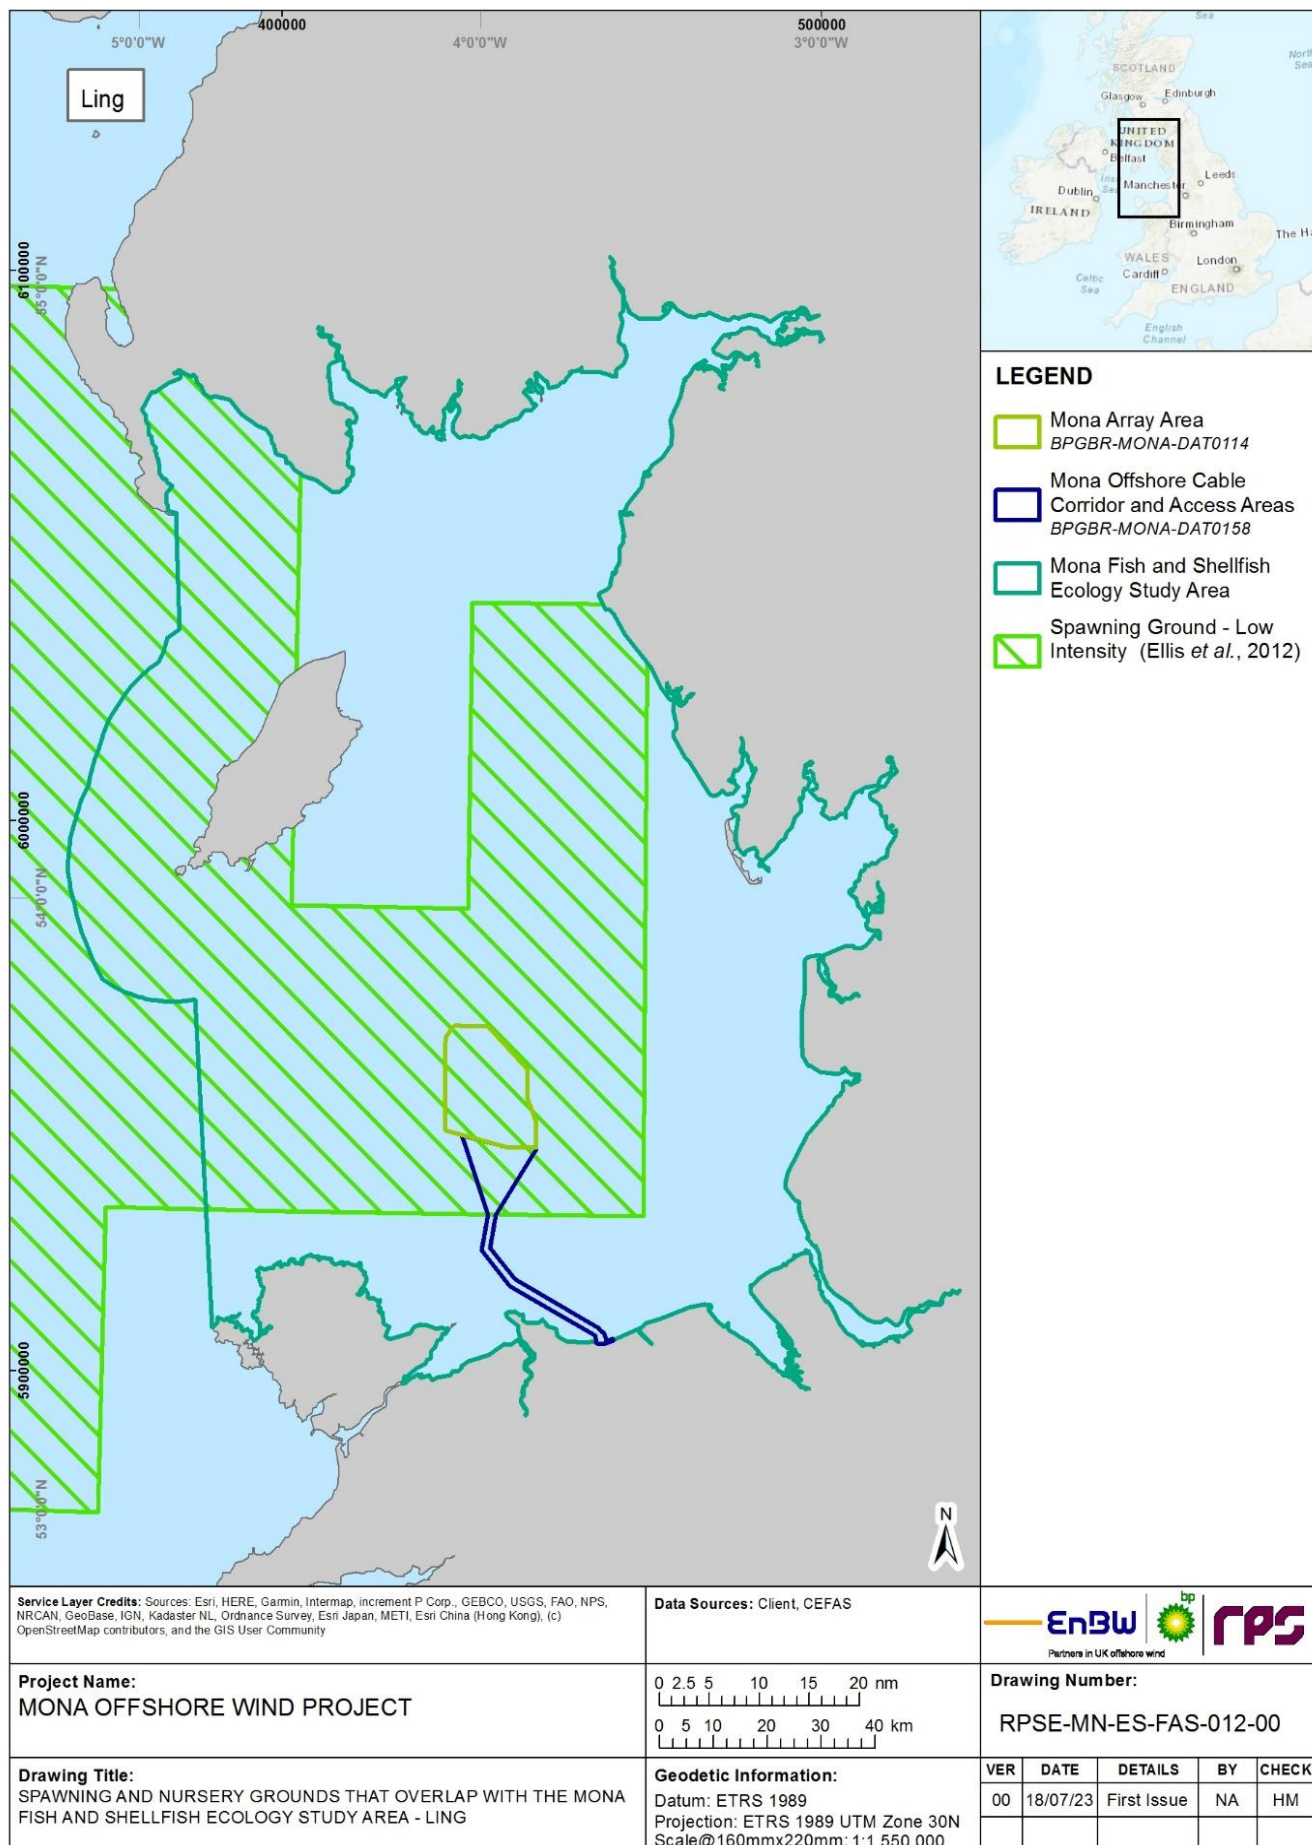 400000
500000
5°0'0"W
4°0'0"W
3°0'0"W
Ling
6100000
55°0'0"N
6000000
54°0'0"N
5900000
53°0'0"N
N
Sea
SCOTLAND
Glasgow
Edinburgh
UNITED
KINGDOM
Belfast
Leeds
Dublin
Manchester
IRELAND
Birmingham
WALES
London
Cardiff
ENGLAND
Celtic
Sea
English
Channel
LEGEND
Mona Array Area
BPGBR-MONA-DAT0114
Mona Offshore Cable
Corridor and Access Areas
BPGBR-MONA-DAT0158
Mona Fish and Shellfish
Ecology Study Area
Spawning Ground - Low
Intensity (Ellis et al., 2012)
Service Layer Credits: Sources: Esri, HERE, Garmin, Intermap, increment P Corp., GEBCO, USGS, FAO, NPS,
NRCAN, GeoBase, IGN, Kadaster NL, Ordnance Survey, Esri Japan, METI, Esri China (Hong Kong), (c)
OpenStreetMap contributors, and the GIS User Community
Data Sources: Client, CEFAS
EnBW
bp
rps
Partners in UK offshore wind
Project Name:
MONA OFFSHORE WIND PROJECT
0 2.5 5 10 15 20 nm
0 5 10 20 30 40 km
Drawing Number:
RPSE-MN-ES-FAS-012-00
Drawing Title:
SPAWNING AND NURSERY GROUNDS THAT OVERLAP WITH THE MONA
FISH AND SHELLFISH ECOLOGY STUDY AREA - LING
Geodetic Information:
Datum: ETRS 1989
Projection: ETRS 1989 UTM Zone 30N
Scale@160mmx220mm: 1:1,550,000
VER DATE DETAILS BY CHECK
00 18/07/23 First Issue NA HM